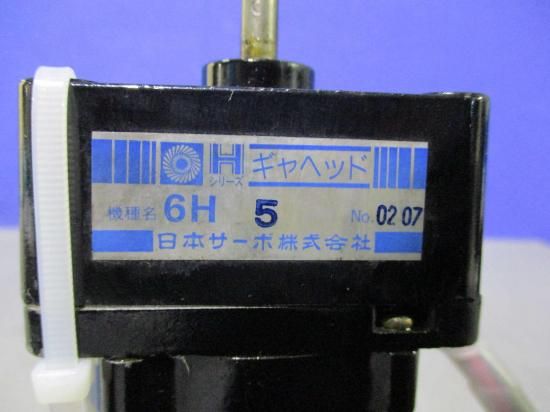 Hシリーズ ギヤヘッド
機種名 6H 5 No. 02 07
日本サーボ株式会社